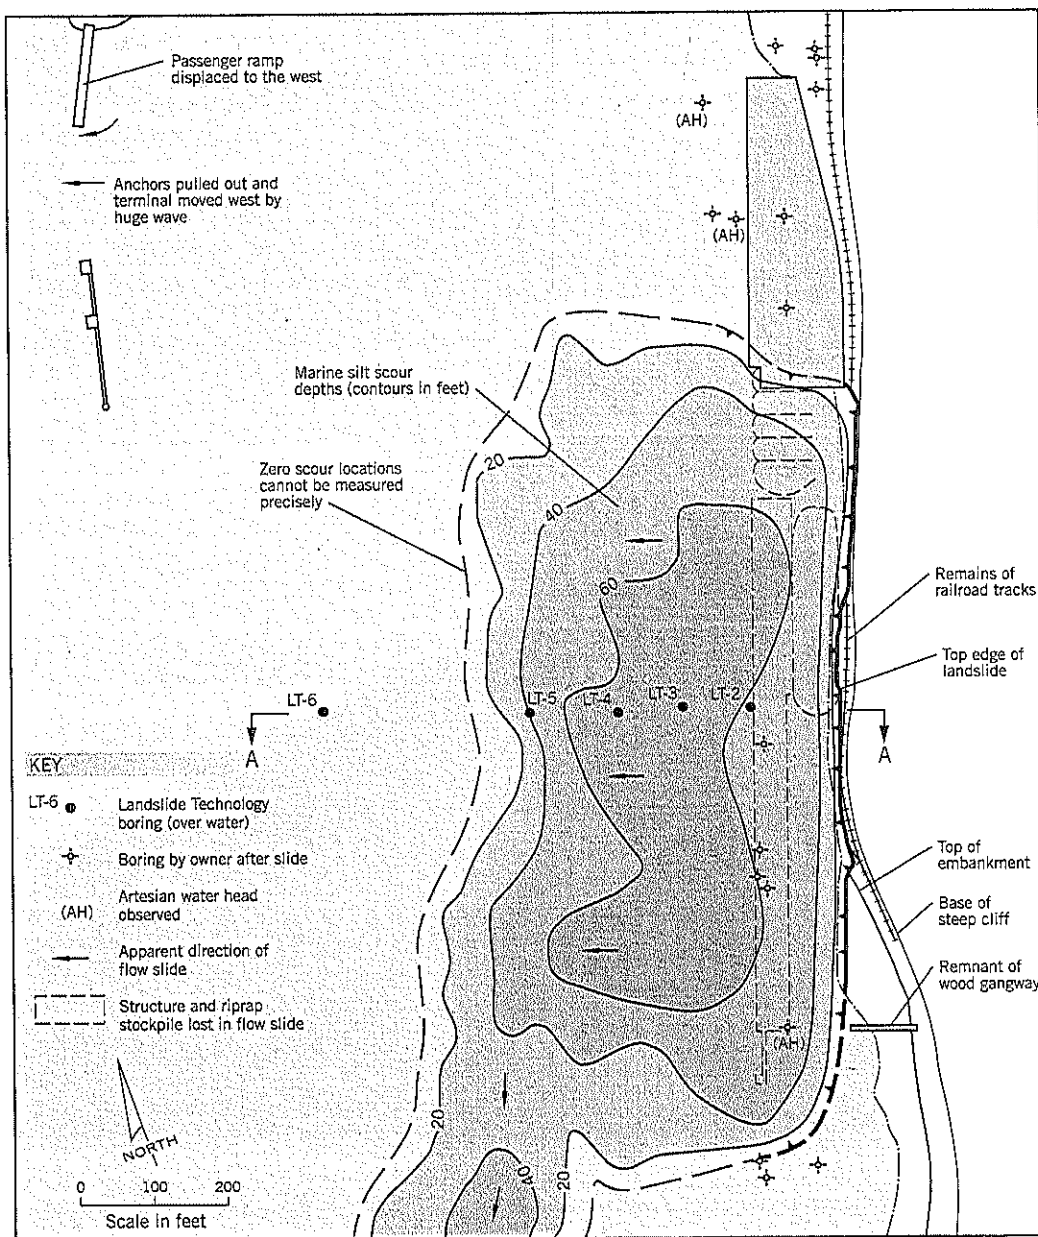 Passenger ramp
displaced to the west
(AH)
Anchors pulled out and
terminal moved west by
huge wave
(AH)
Marine silt scour
depths (contours in feet)
20
Zero scour locations
cannot be measured
precisely
40
60
Remains of
railroad tracks
Top edge of
landslide
LT-6
LT-5
LT-4
LT-3
LT-2
A
A
KEY
LT-6
Landslide Technology
boring (over water)
Boring by owner after slide
(AH)
Artesian water head
observed
Apparent direction of
flow slide
Structure and riprap
stockpile lost in flow slide
Top of
embankment
Base of
steep cliff
Remnant of
wood gangway
(AH)
NORTH
20
40
20
0 100 200
Scale in feet